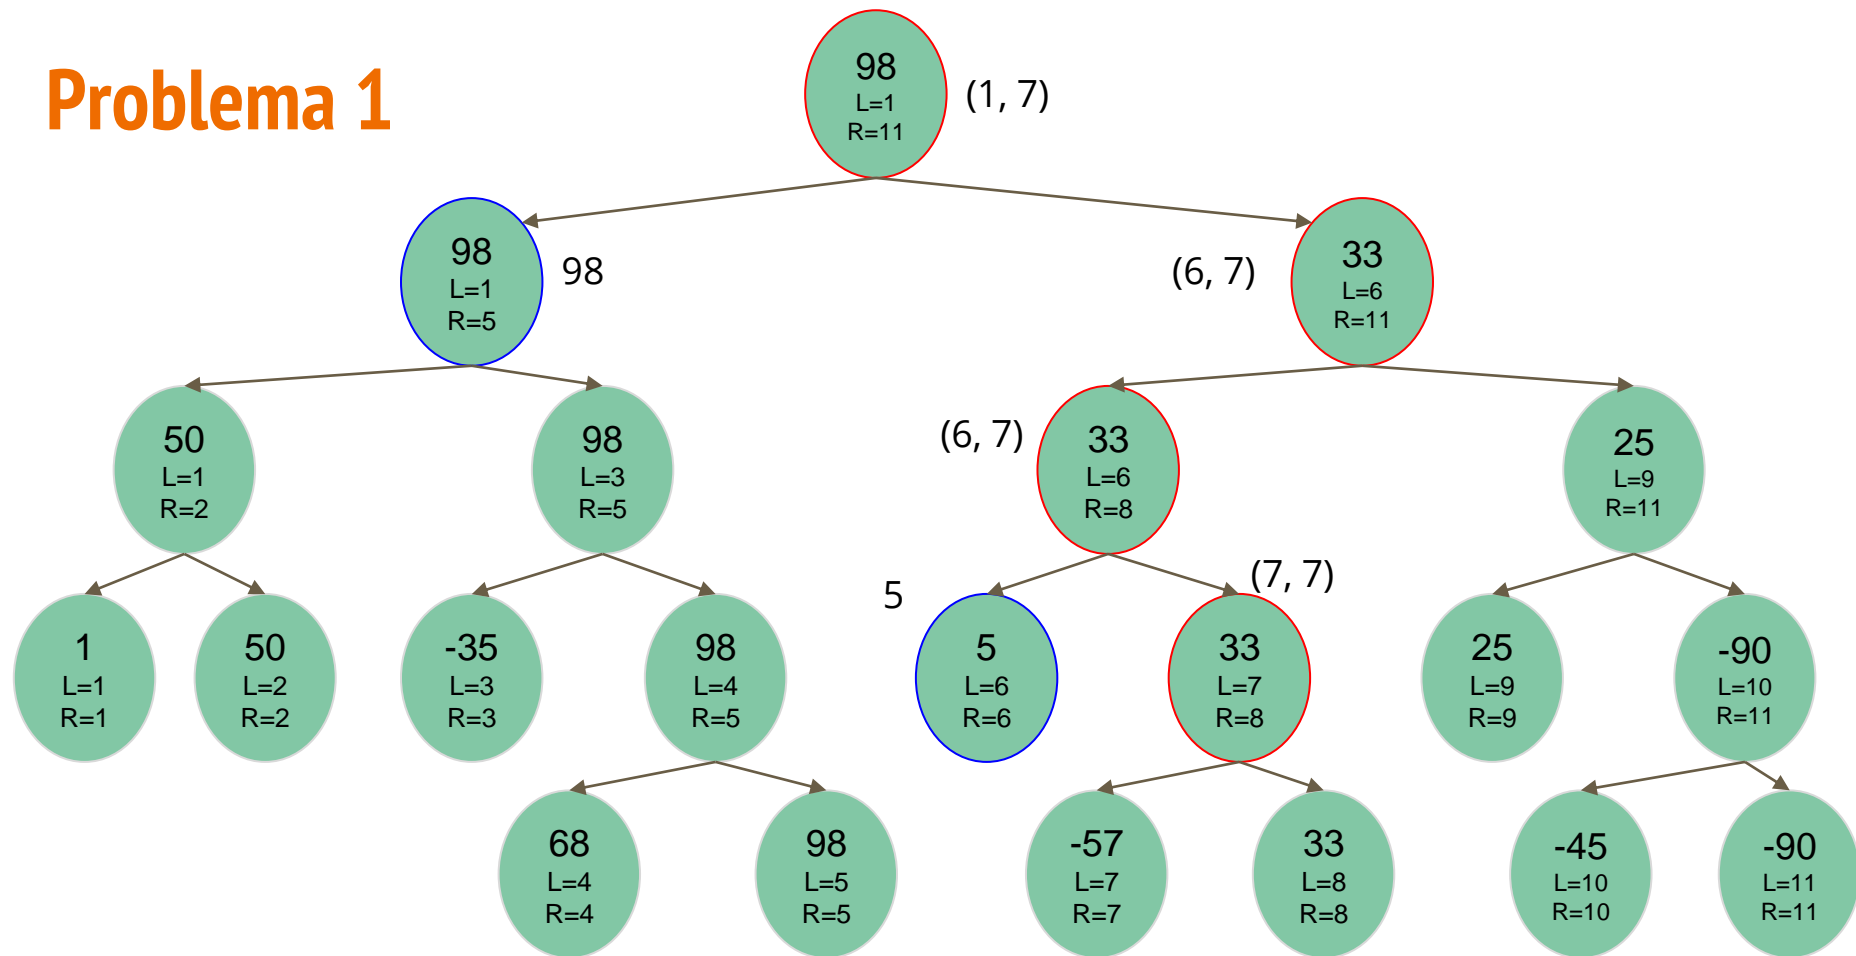 Problema 1
98
L=1
R=11
(1, 7)
98
L=1
R=5
98
(6, 7)
33
L=6
R=11
50
L=1
R=2
98
L=3
R=5
(6, 7)
33
L=6
R=8
25
L=9
R=11
1
L=1
R=1
50
L=2
R=2
-35
L=3
R=3
98
L=4
R=5
5
5
L=6
R=6
(7, 7)
33
L=7
R=8
25
L=9
R=9
-90
L=10
R=11
68
L=4
R=4
98
L=5
R=5
-57
L=7
R=7
33
L=8
R=8
-45
L=10
R=10
-90
L=11
R=11